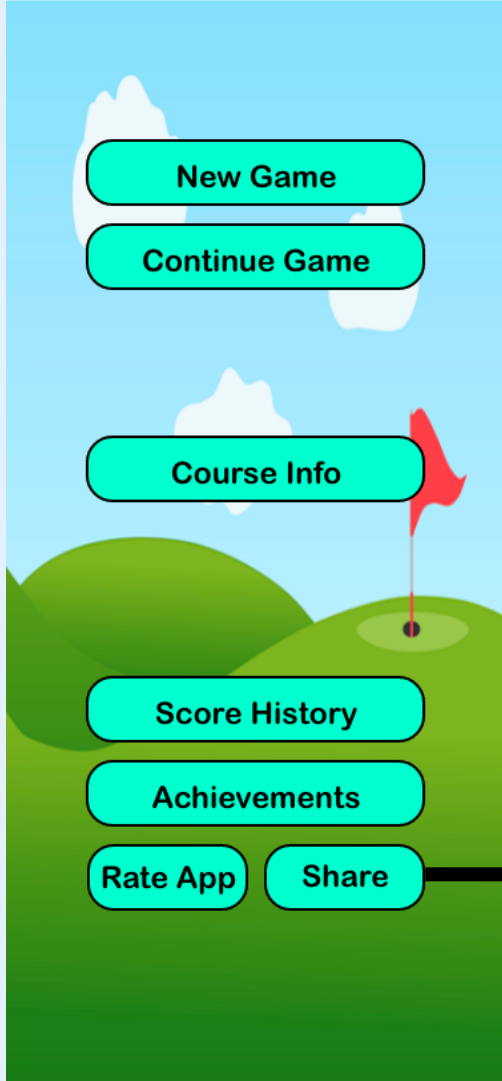 New Game
Continue Game
Course Info
Score History
Achievements
Rate App
Share